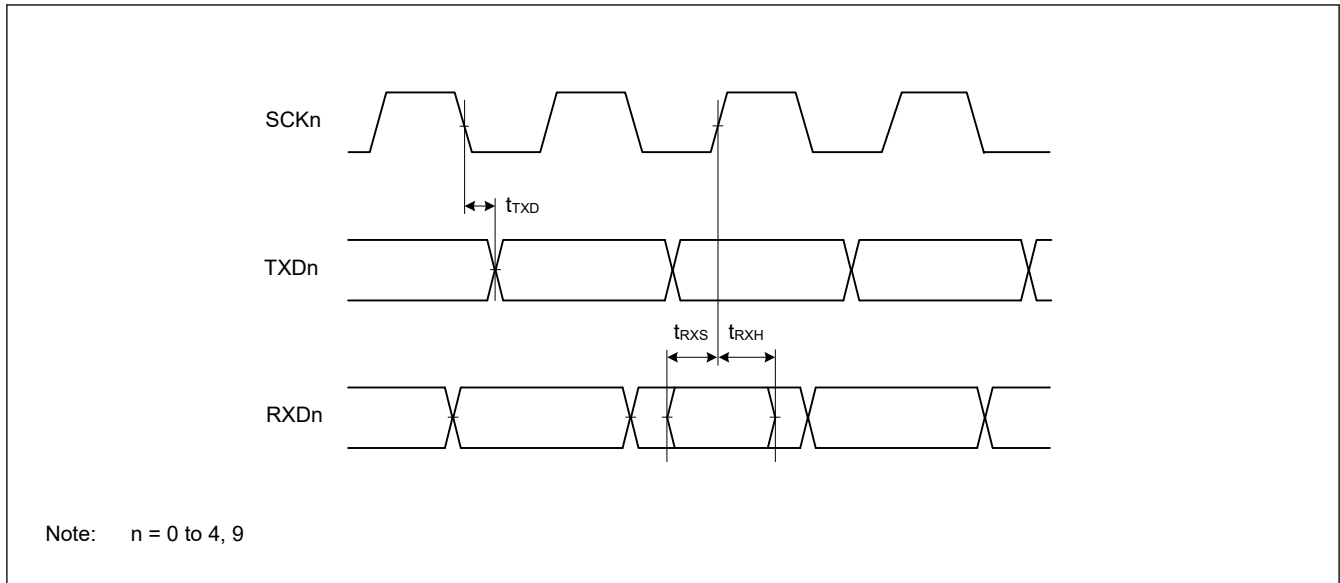 SCKn
tTXD
TXDn
tRXS tRXH
RXDn
Note: n = 0 to 4, 9